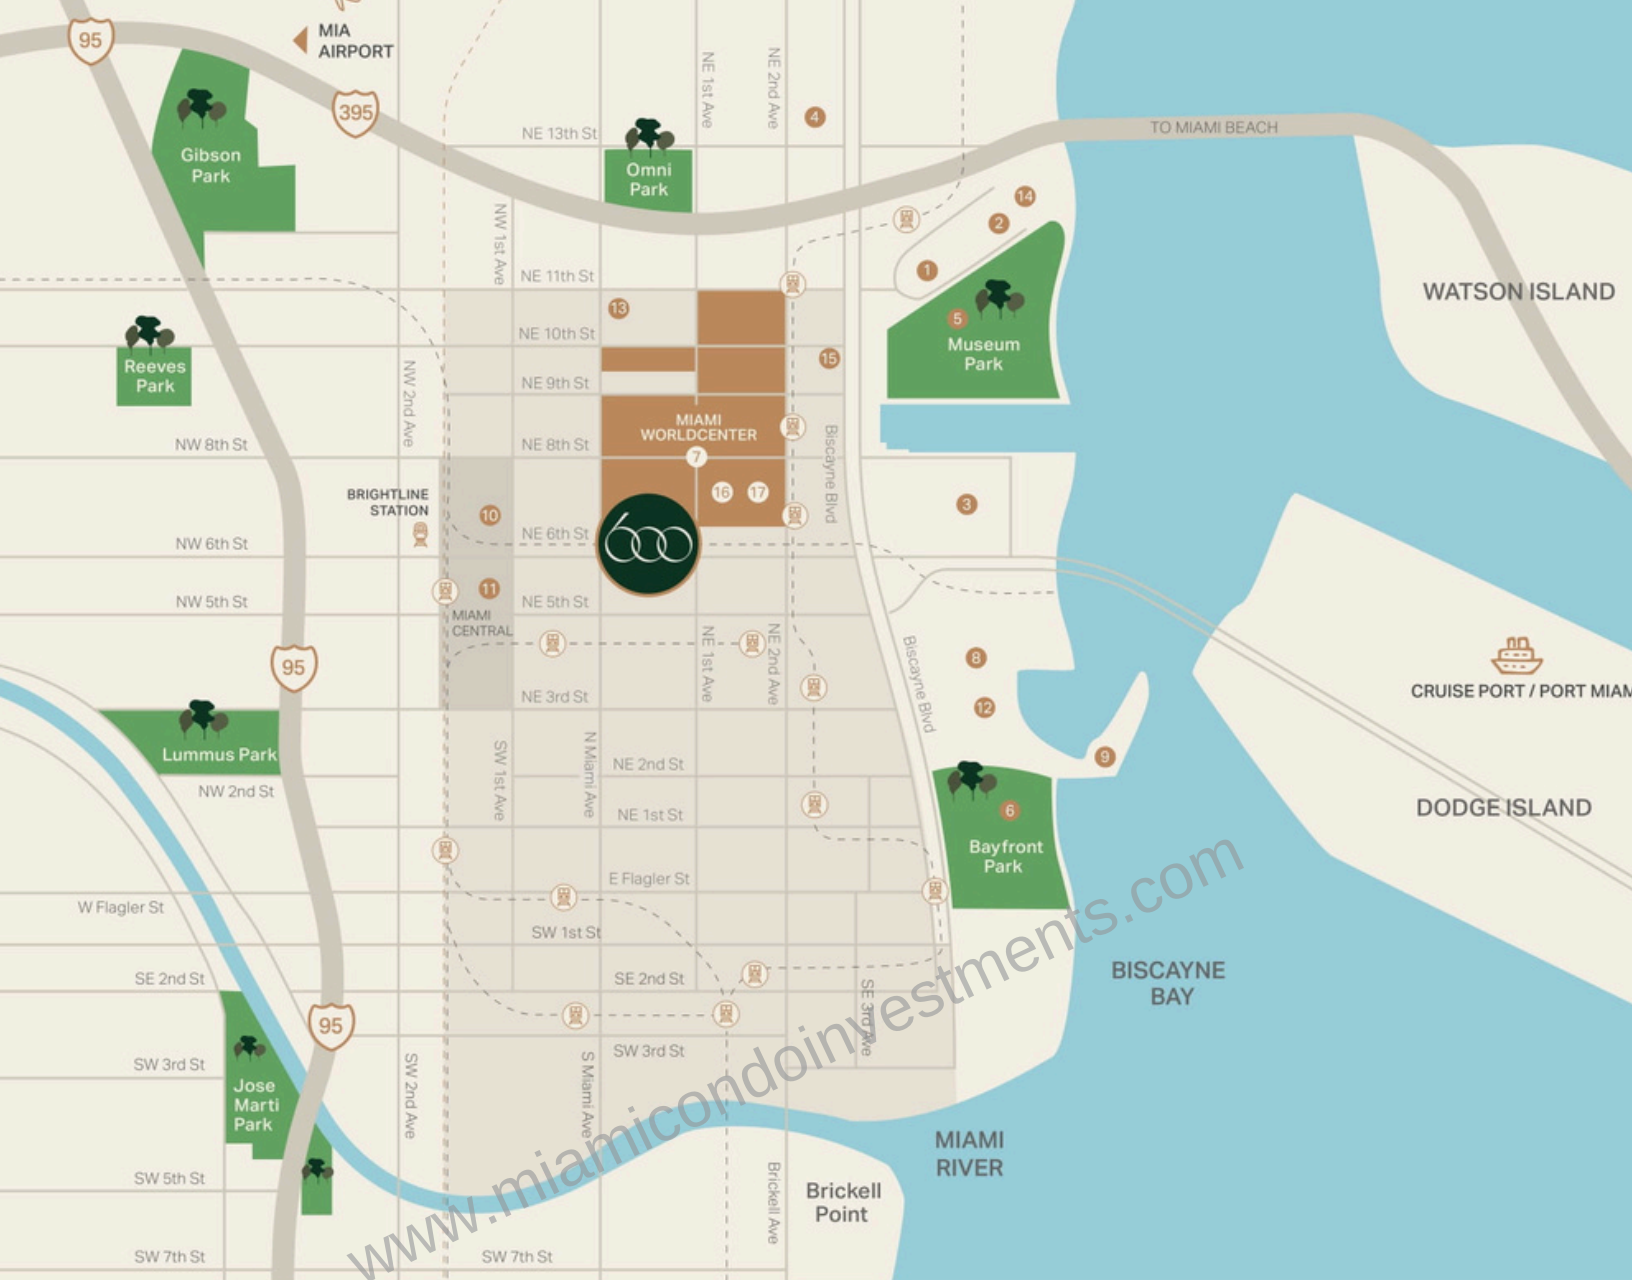 95
MIA
AIRPORT
395
Gibson
Park
NE 13th St
Omni
Park
NE 1st Ave
NE 2nd Ave
4
TO MIAMI BEACH
14
2
1
NW 1st Ave
NE 11th St
13
NE 10th St
NE 9th St
15
5
Museum
Park
WATSON ISLAND
Reeves
Park
NW 2nd Ave
MIAMI
WORLDCENTER
NW 8th St
NE 8th St
7
16
17
Biscayne Blvd
BRIGHTLINE
STATION
10
3
NW 6th St
NE 6th St
600
NW 5th St
11
NE 5th St
MIAMI
CENTRAL
95
NE 1st Ave
NE 2nd Ave
Biscayne Blvd
8
12
CRUISE PORT / PORT MIAM
NE 3rd St
Lummus Park
NW 2nd St
SW 1st Ave
N Miami Ave
NE 2nd St
9
NE 1st St
6
Bayfront
Park
DODGE ISLAND
E Flagler St
W Flagler St
SW 1st St
SE 2nd St
SE 2nd St
SE 3rd Ave
BISCAYNE
BAY
95
SW 3rd St
SW 3rd St
SW 2nd Ave
S Miami Ave
Jose
Marti
Park
MIAMI
RIVER
SW 5th St
Brickell Ave
Brickell
Point
SW 7th St
SW 7th St
www.miamicondoinvestments.com